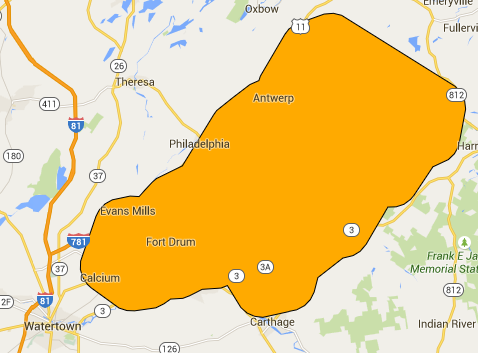 Oxbow
Emeryville
11
Fullervi
26
Theresa
Antwerp
812
411
81
Philadelphia
Harr
180
37
Evans Mills
3
781
Fort Drum
Frank E Ja
Memorial Stat
37
Calcium
3
3A
812
2F
81
3
Watertown
Carthage
Indian River
126